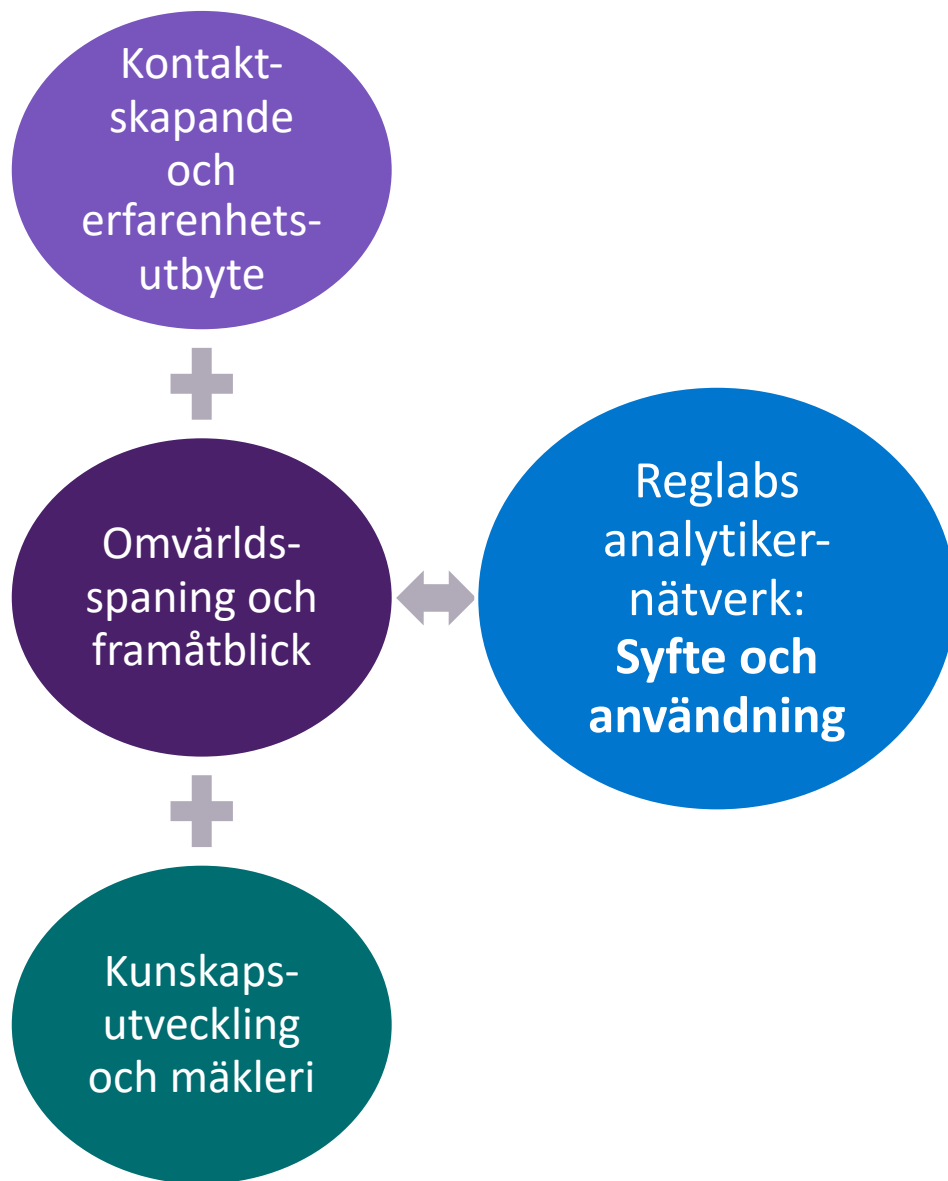 Kontakt-
skapande
och
erfarenhets-
utbyte
Omvärlds-
spaning och
framåtblick
Kunskaps-
utveckling
och mäkleri
Reglabs
analytiker-
nätverk:
Syfte och
användning